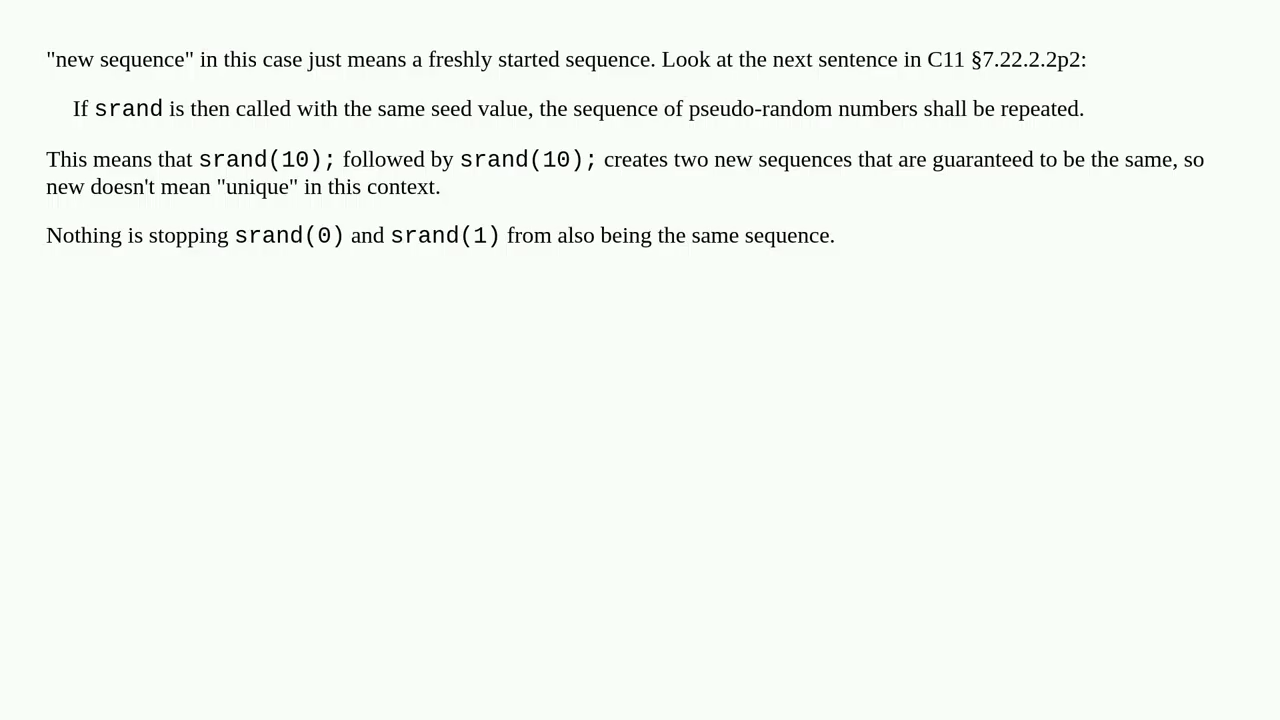 "new sequence" in this case just means a freshly started sequence. Look at the next sentence in C11 §7.22.2.2p2:
If srand is then called with the same seed value, the sequence of pseudo-random numbers shall be repeated.
This means that srand(10); followed by srand(10); creates two new sequences that are guaranteed to be the same, so
new doesn't mean "unique" in this context.
Nothing is stopping srand(0) and srand(1) from also being the same sequence.